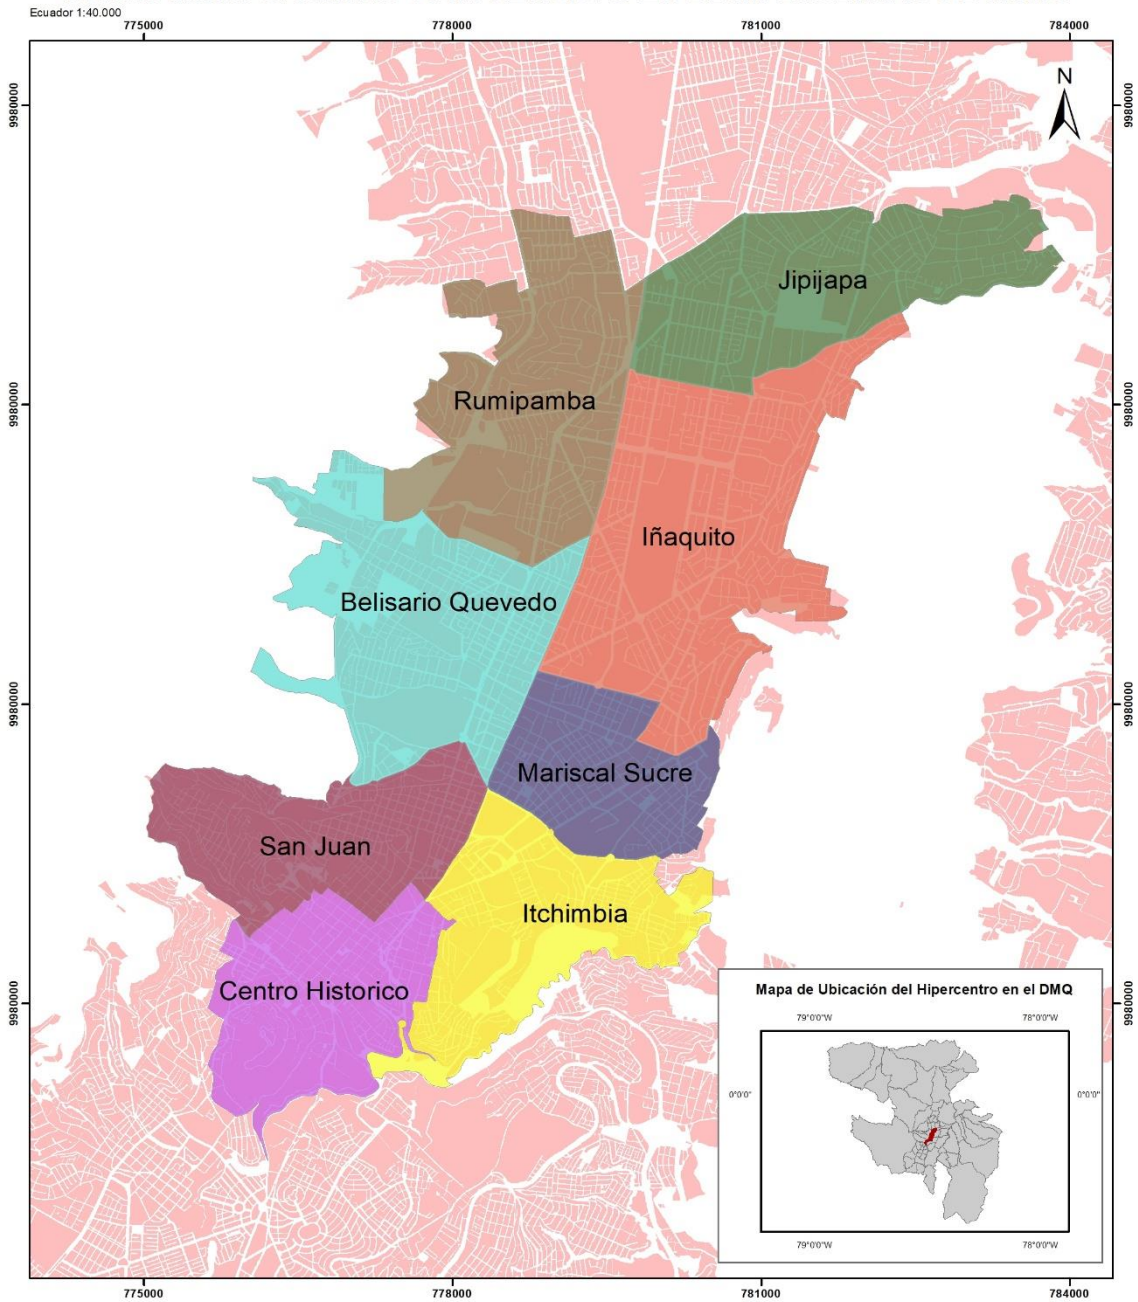 Ecuador 1:40.000
775000
778000
781000
784000
N
9980000
9980000
Jipijapa
Rumipamba
9980000
9980000
Iñaquito
Belisario Quevedo
9980000
9980000
Mariscal Sucre
San Juan
Itchimbia
Centro Historico
9980000
9980000
Mapa de Ubicación del Hipercentro en el DMQ
79°0'0"W
78°0'0"W
0°0'0"
0°0'0"
79°0'0"W
78°0'0"W
775000
778000
781000
784000